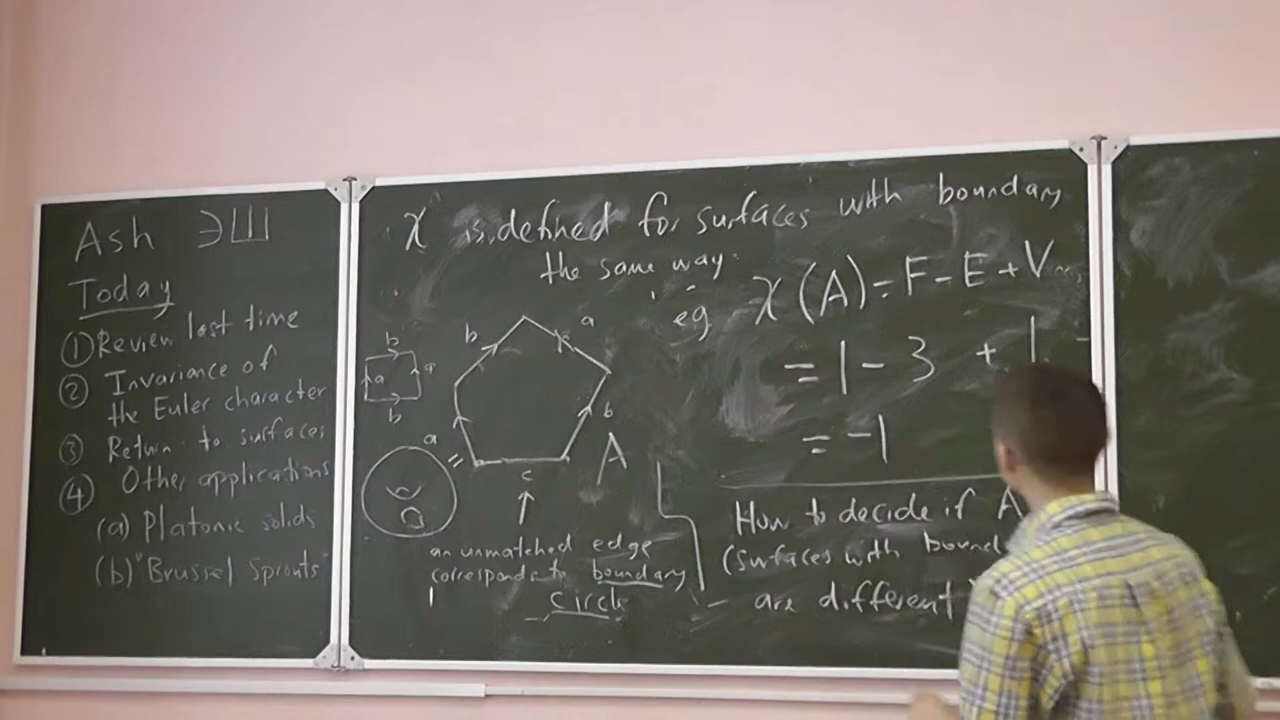 Ash ЭШ
Today
① Review last time
② Invariance of
the Euler character
③ Return to surfaces
④ Other applications
(a) Platonic solids
(b) "Brussel Sprouts"
χ is defined for surfaces with boundary
the same way.
eg χ(A) = F - E + V
= 1 - 3 + 1
= -1
b
a
a
b
b
a
a
b
c
A
an unmatched edge
corresponds to boundary
circle
How to decide if A
(surfaces with bound
- are different